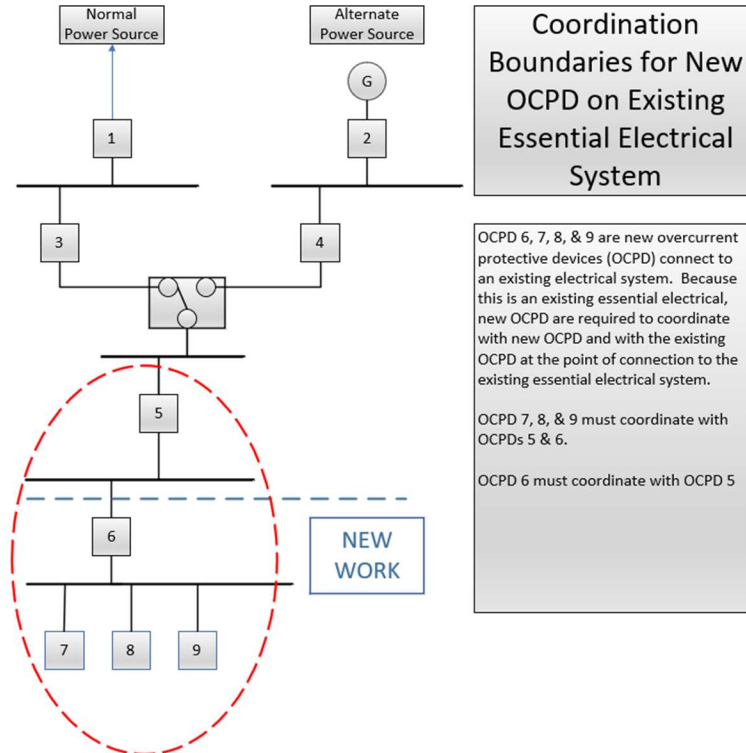 Normal
Power Source
Alternate
Power Source
G
1
2
3
4
5
6
NEW
WORK
7
8
9
Coordination
Boundaries for New
OCPD on Existing
Essential Electrical
System
OCPD 6, 7, 8, & 9 are new overcurrent
protective devices (OCPD) connect to
an existing electrical system.  Because
this is an existing essential electrical,
new OCPD are required to coordinate
with new OCPD and with the existing
OCPD at the point of connection to the
existing essential electrical system.
OCPD 7, 8, & 9 must coordinate with
OCPDs 5 & 6.
OCPD 6 must coordinate with OCPD 5